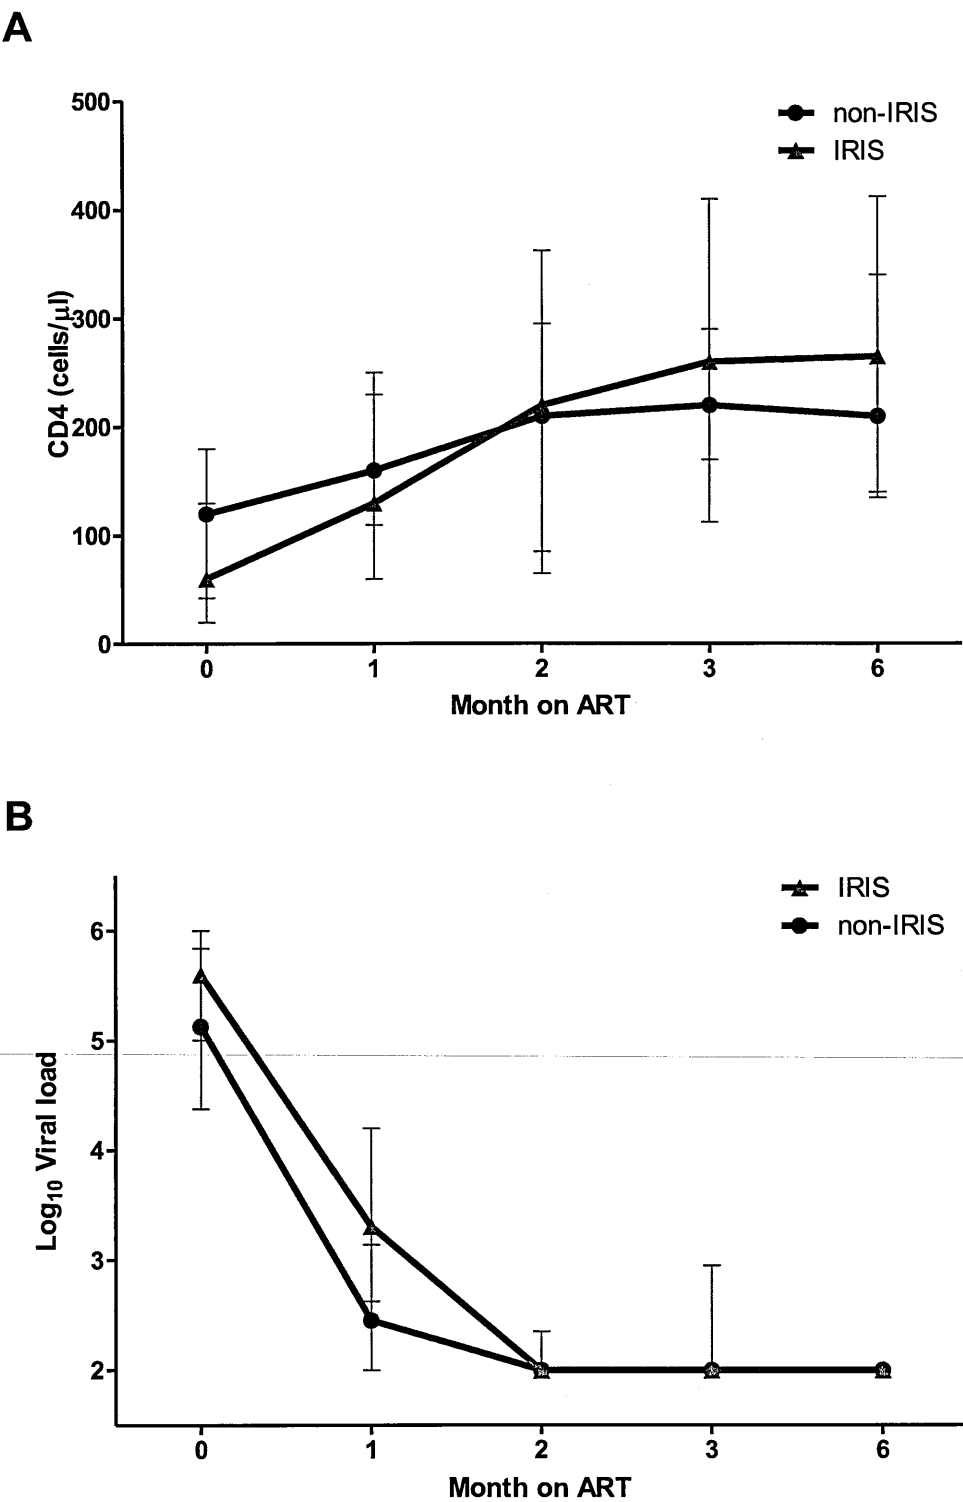 A
500
400
300
200
100
0
CD4 (cells/µl)
non-IRIS
IRIS
0 1 2 3 6
Month on ART
B
6
5
4
3
2
Log10 Viral load
IRIS
non-IRIS
0 1 2 3 6
Month on ART